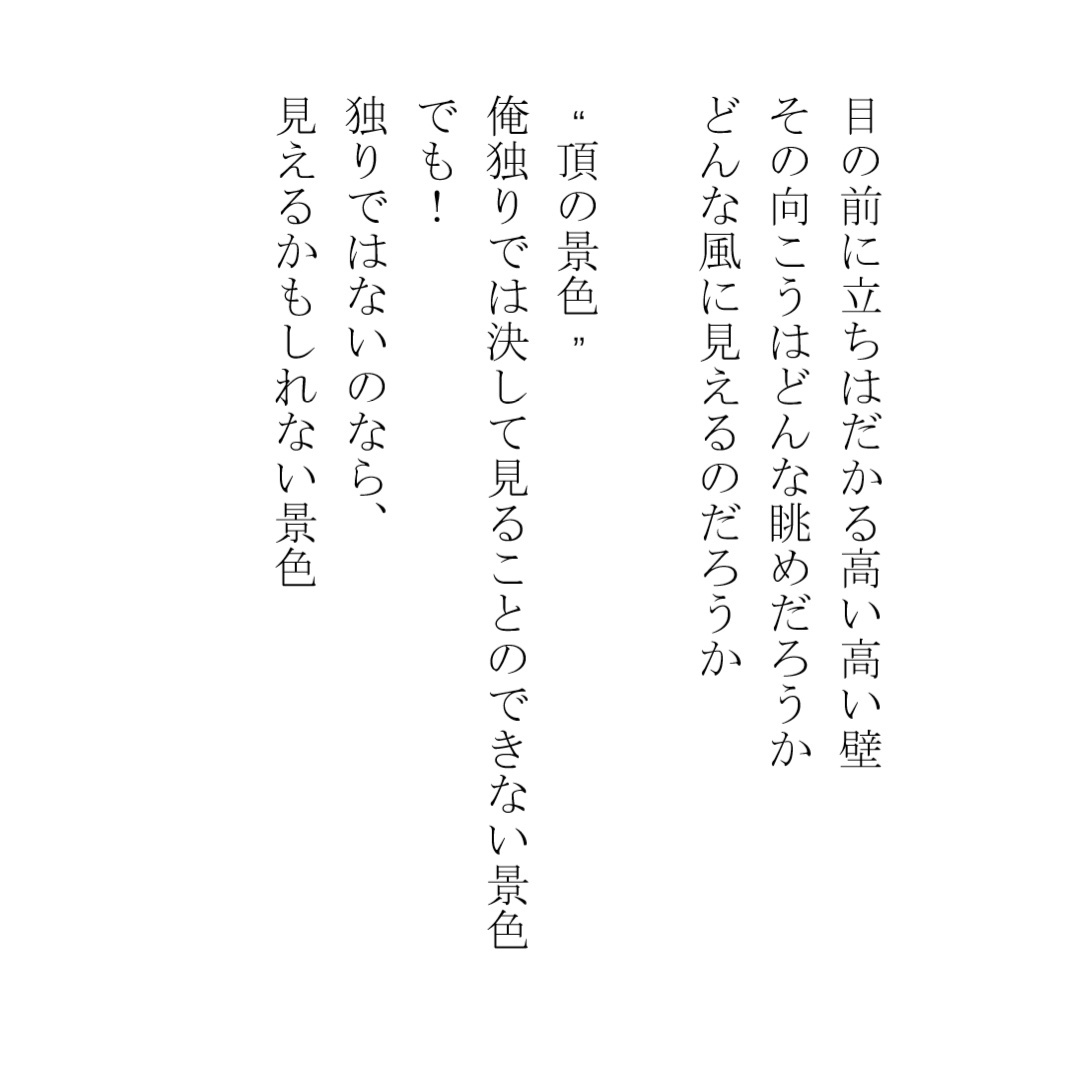 目の前に立ちはだかる高い高い壁
その向こうはどんな眺めだろうか
どんな風に見えるのだろうか
“頂の景色”
俺独りでは決して見ることのできない景色
でも！
独りではないのなら、
見えるかもしれない景色